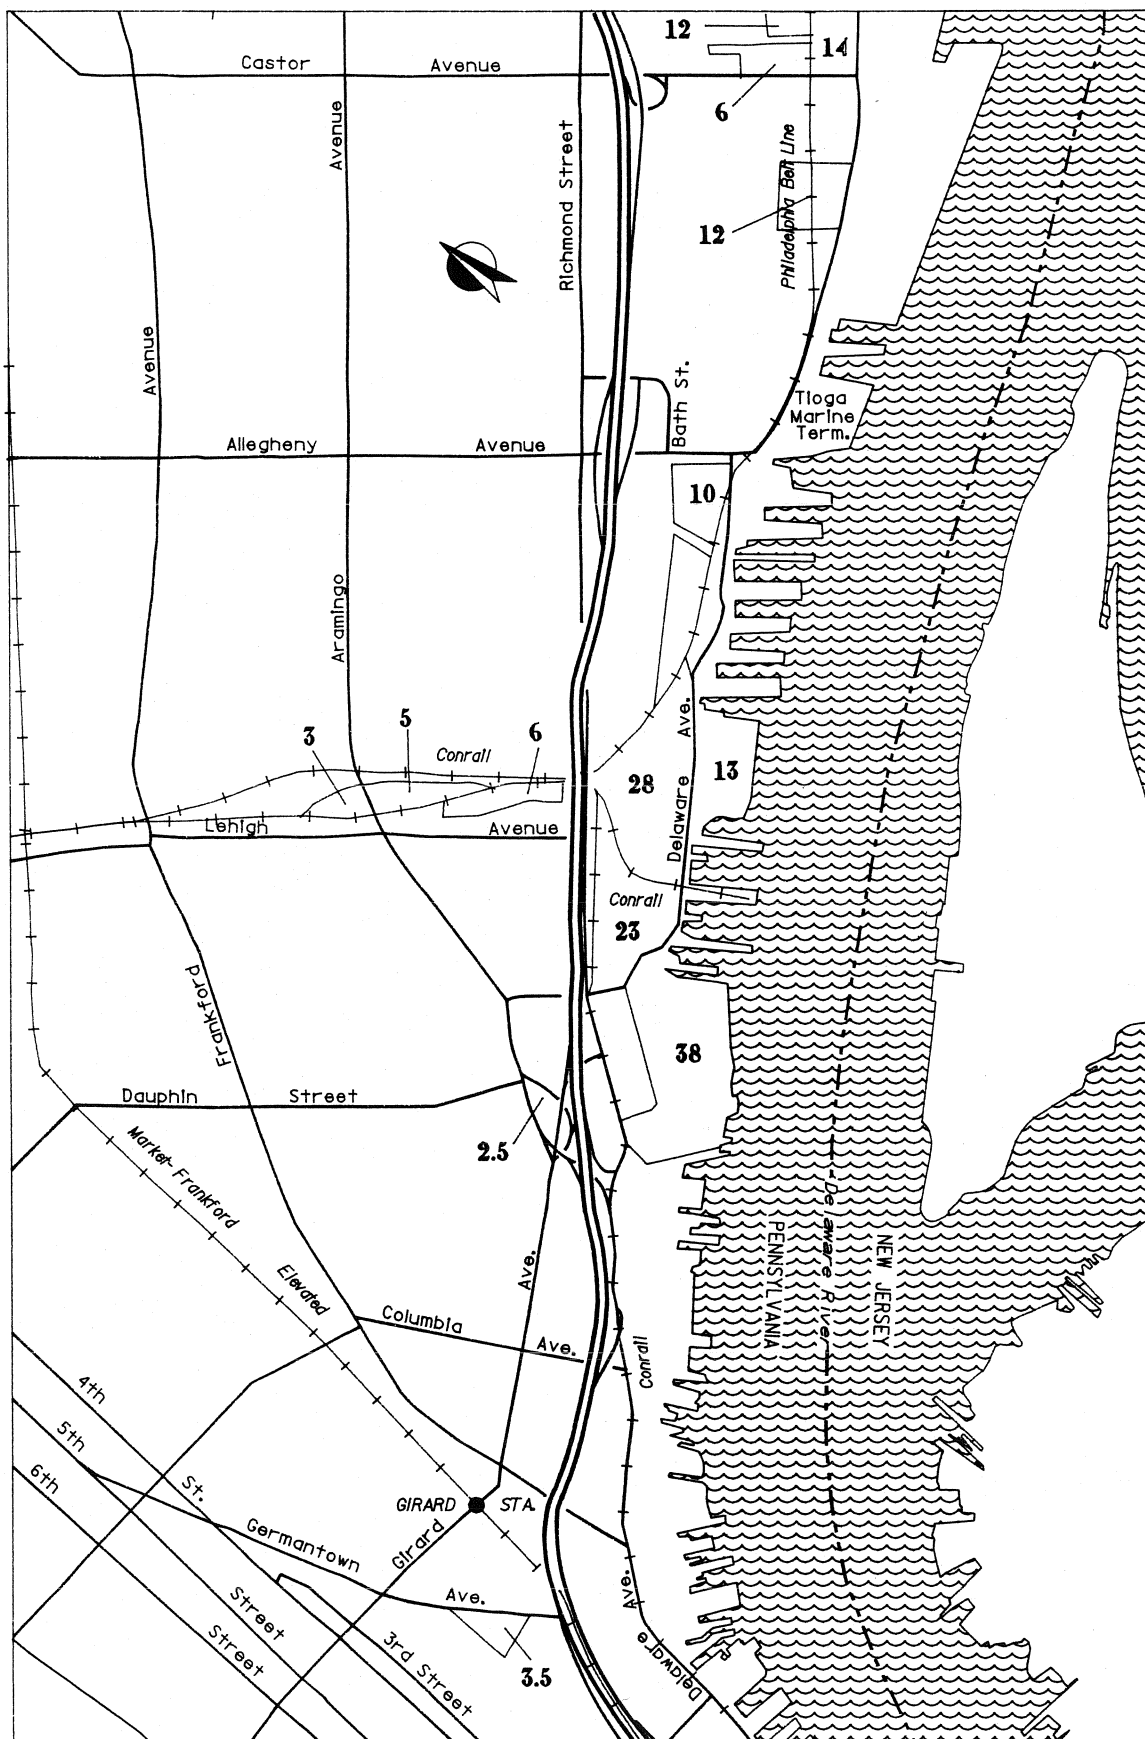 12
14
Castor Avenue
6
Avenue
Richmond Street
Philadelphia Belt Line
12
Avenue
Bath St.
Tioga
Marine
Term.
Allegheny Avenue
10
Aramingo
Delaware Ave.
3
5
6
Conrail
28
13
Lehigh Avenue
Conrail
23
Frankford
38
Dauphin Street
2.5
Market-Frankford Elevated
Delaware River
PENNSYLVANIA
NEW JERSEY
Ave.
Columbia Ave.
Conrail
4th St.
5th Street
6th Street
GIRARD STA.
Girard
Germantown Ave.
3rd Street
3.5
Delaware Ave.